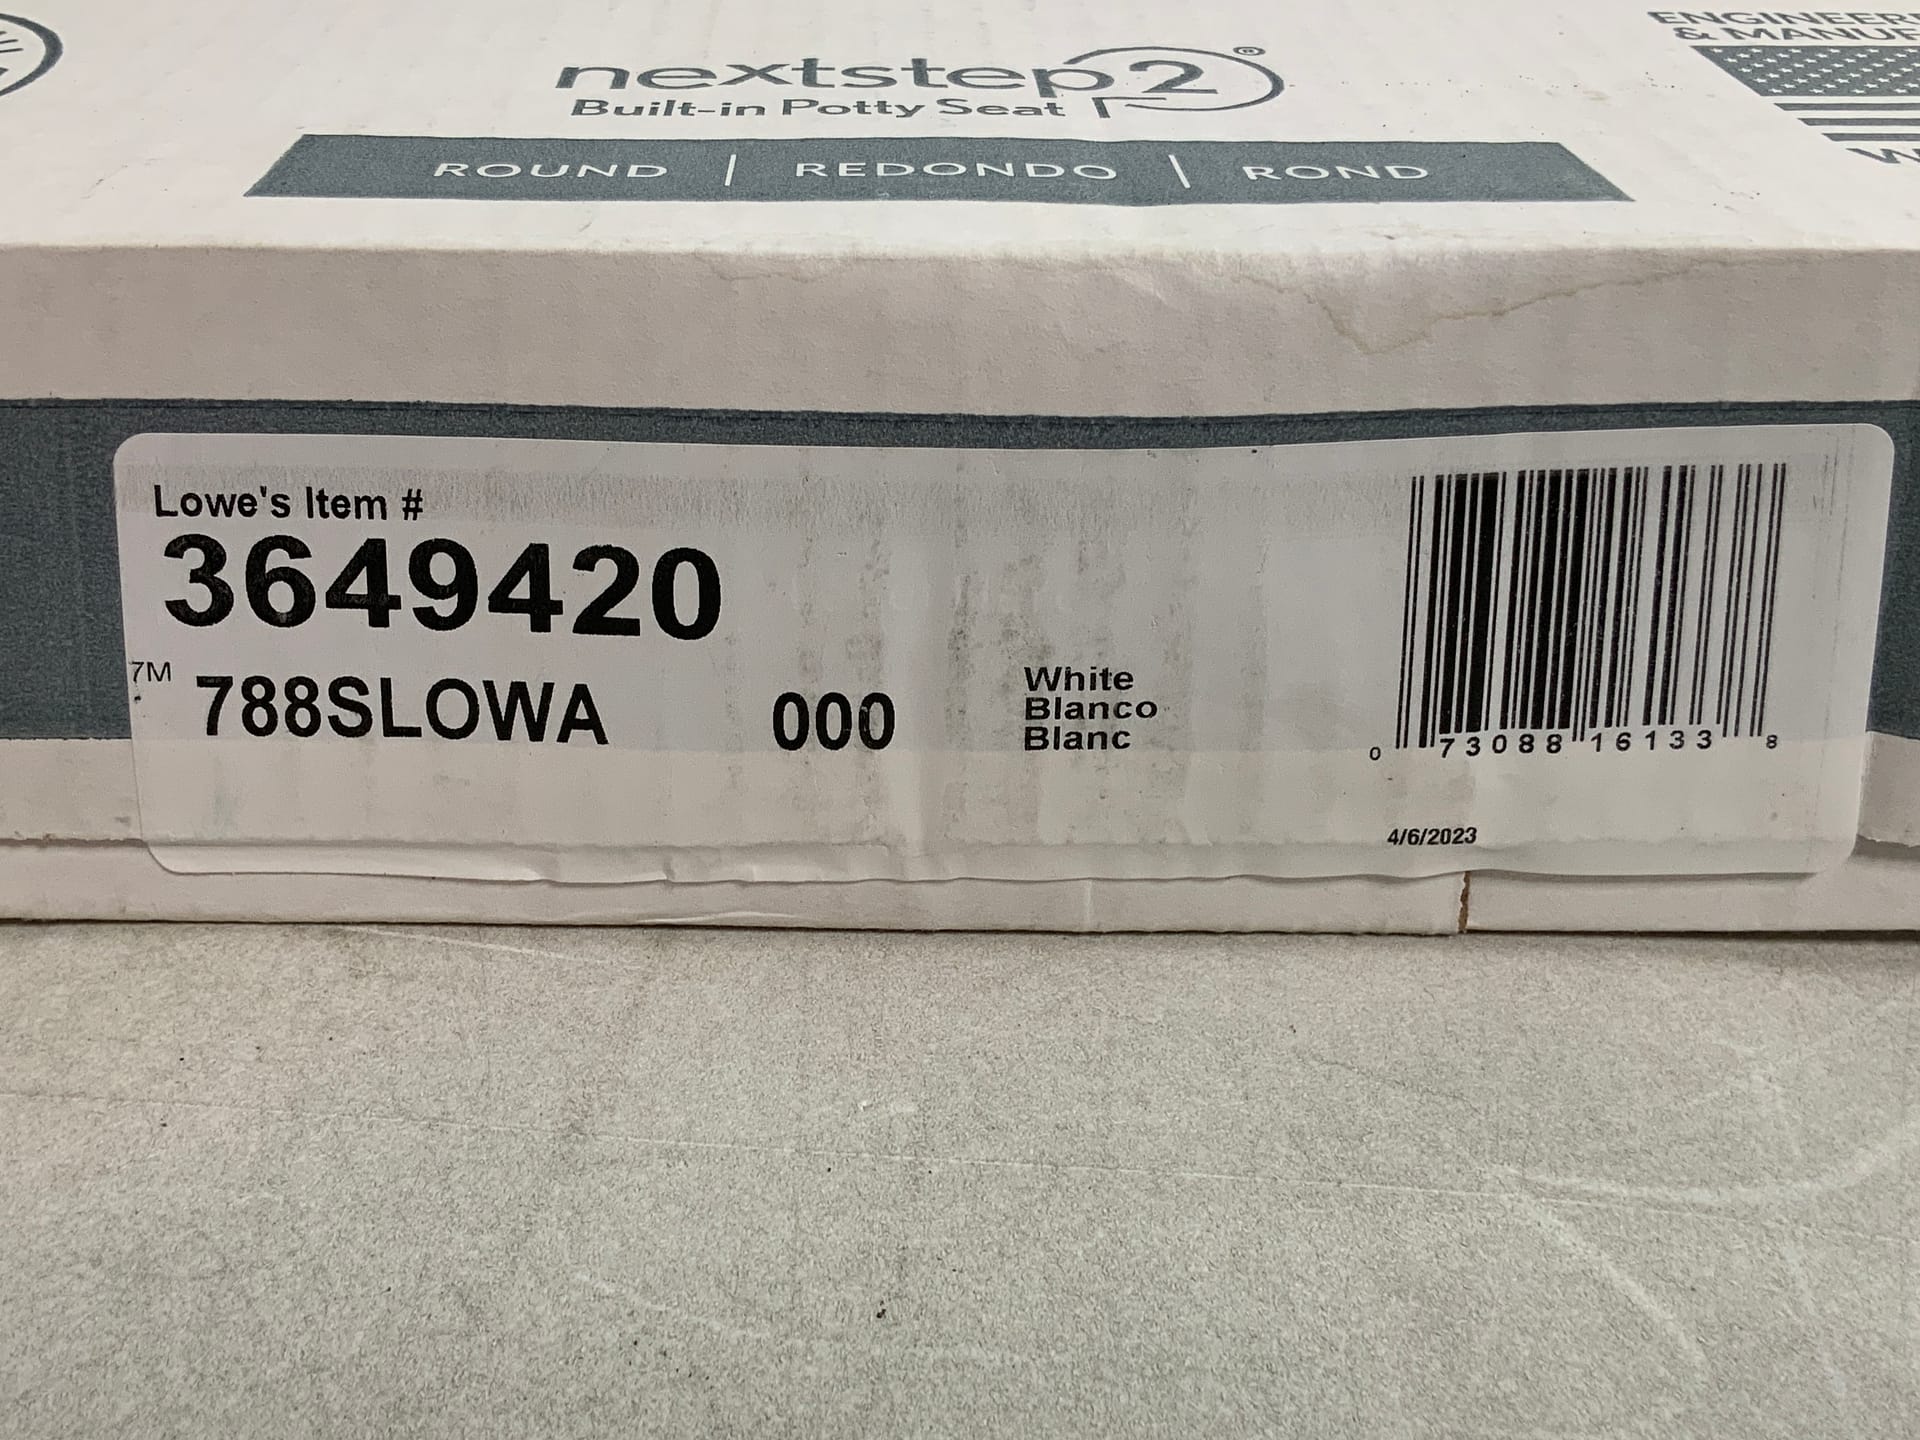 nextstep2®
Built-in Potty Seat
ROUND | REDONDO | ROND
Lowe's Item #
3649420
7M 788SLOWA 000
White
Blanco
Blanc
0 73088 16133 8
4/6/2023